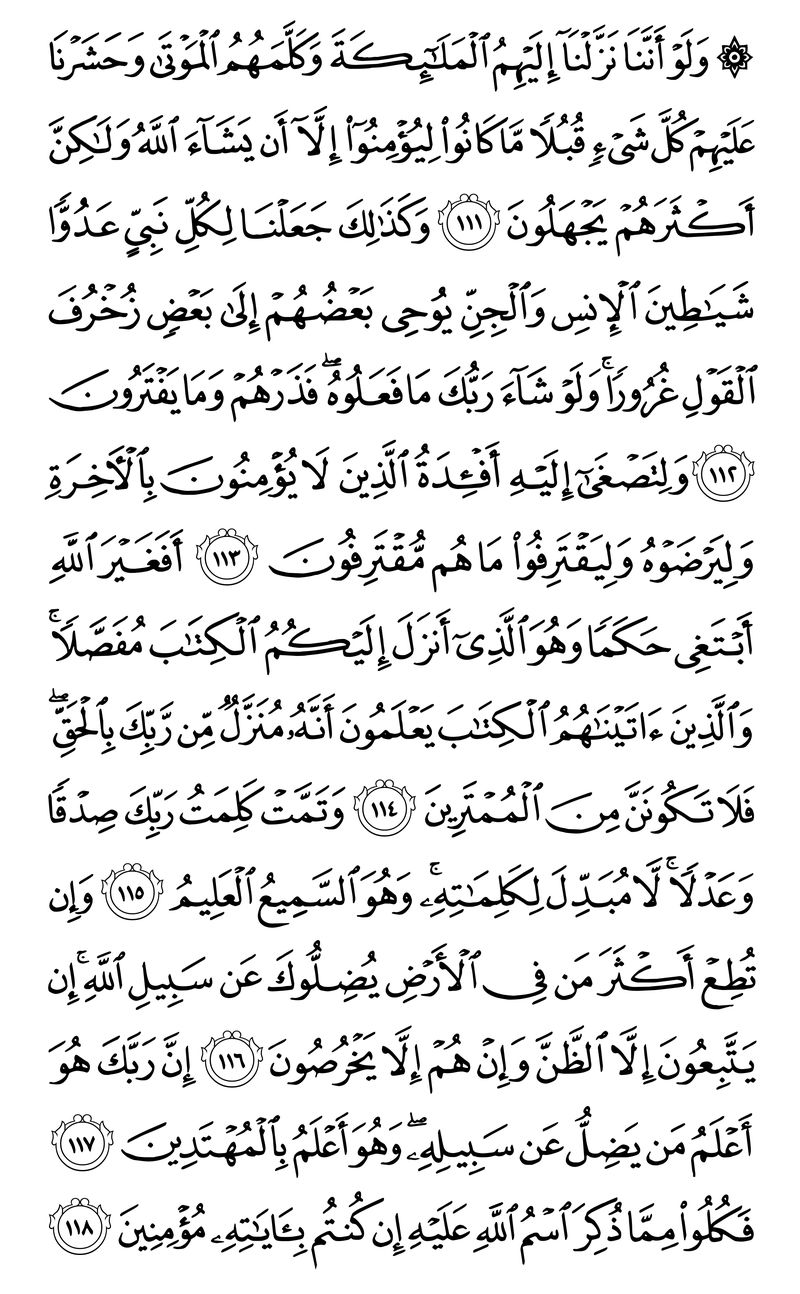 ۞ وَلَوْ أَنَّنَا نَزَّلْنَآ إِلَيْهِمُ ٱلْمَلَـٰٓئِكَةَ وَكَلَّمَهُمُ ٱلْمَوْتَىٰ وَحَشَرْنَا
عَلَيْهِمْ كُلَّ شَىْءٍ قُبُلًا مَّا كَانُوا۟ لِيُؤْمِنُوٓا۟ إِلَّآ أَن يَشَآءَ ٱللَّهُ وَلَـٰكِنَّ
أَكْثَرَهُمْ يَجْهَلُونَ ١١١ وَكَذَٰلِكَ جَعَلْنَا لِكُلِّ نَبِىٍّ عَدُوًّا
شَيَـٰطِينَ ٱلْإِنسِ وَٱلْجِنِّ يُوحِى بَعْضُهُمْ إِلَىٰ بَعْضٍ زُخْرُفَ
ٱلْقَوْلِ غُرُورًا ۚ وَلَوْ شَآءَ رَبُّكَ مَا فَعَلُوهُ ۖ فَذَرْهُمْ وَمَا يَفْتَرُونَ
١١٢ وَلِتَصْغَىٰٓ إِلَيْهِ أَفْـِٔدَةُ ٱلَّذِينَ لَا يُؤْمِنُونَ بِٱلْـَٔاخِرَةِ
وَلِيَرْضَوْهُ وَلِيَقْتَرِفُوا۟ مَا هُم مُّقْتَرِفُونَ ١١٣ أَفَغَيْرَ ٱللَّهِ
أَبْتَغِى حَكَمًا وَهُوَ ٱلَّذِىٓ أَنزَلَ إِلَيْكُمُ ٱلْكِتَـٰبَ مُفَصَّلًا ۚ
وَٱلَّذِينَ ءَاتَيْنَـٰهُمُ ٱلْكِتَـٰبَ يَعْلَمُونَ أَنَّهُۥ مُنَزَّلٌ مِّن رَّبِّكَ بِٱلْحَقِّ ۖ
فَلَا تَكُونَنَّ مِنَ ٱلْمُمْتَرِينَ ١١٤ وَتَمَّتْ كَلِمَتُ رَبِّكَ صِدْقًا
وَعَدْلًا ۚ لَّا مُبَدِّلَ لِكَلِمَـٰتِهِۦ ۚ وَهُوَ ٱلسَّمِيعُ ٱلْعَلِيمُ ١١٥ وَإِن
تُطِعْ أَكْثَرَ مَن فِى ٱلْأَرْضِ يُضِلُّوكَ عَن سَبِيلِ ٱللَّهِ ۚ إِن
يَتَّبِعُونَ إِلَّا ٱلظَّنَّ وَإِنْ هُمْ إِلَّا يَخْرُصُونَ ١١٦ إِنَّ رَبَّكَ هُوَ
أَعْلَمُ مَن يَضِلُّ عَن سَبِيلِهِۦ ۖ وَهُوَ أَعْلَمُ بِٱلْمُهْتَدِينَ ١١٧
فَكُلُوا۟ مِمَّا ذُكِرَ ٱسْمُ ٱللَّهِ عَلَيْهِ إِن كُنتُم بِـَٔايَـٰتِهِۦ مُؤْمِنِينَ ١١٨